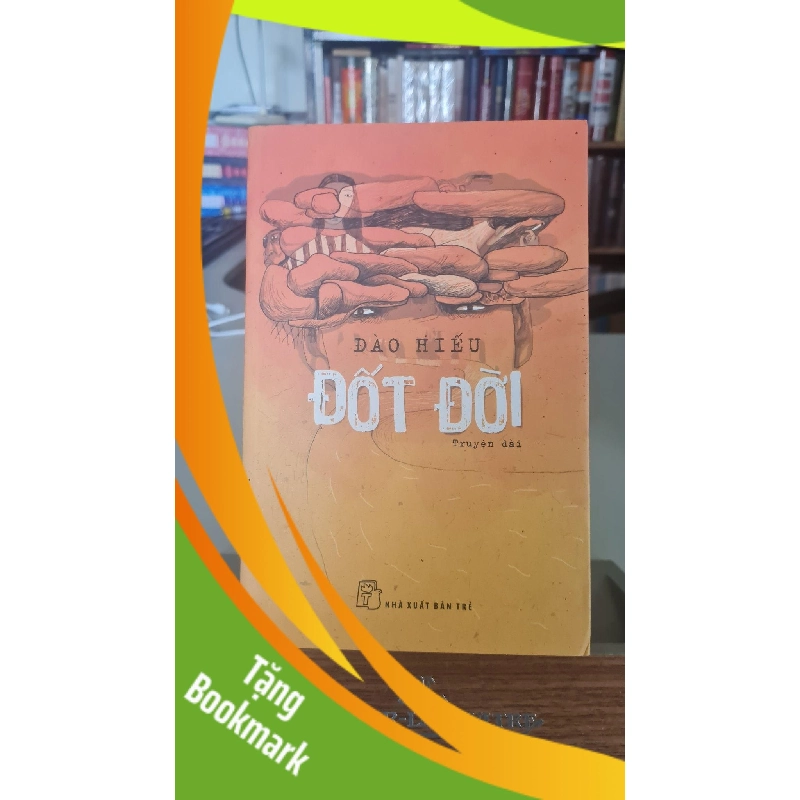 ĐÀO HIẾU
ĐỐT ĐỜI
Truyện dài
NHÀ XUẤT BẢN TRẺ
Tặng
Bookmark